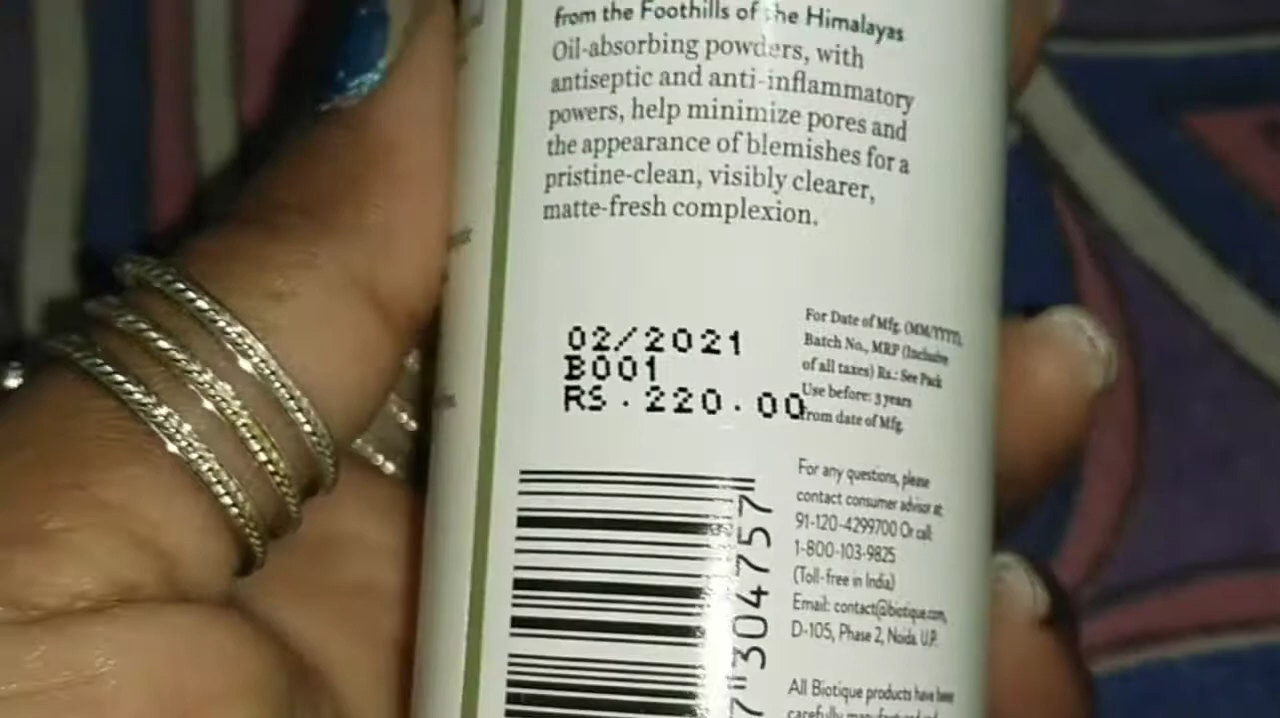 from the Foothills of the Himalayas
Oil-absorbing powders, with
antiseptic and anti-inflammatory
powers, help minimize pores and
the appearance of blemishes for a
pristine-clean, visibly clearer,
matte-fresh complexion.
02/2021
B001
RS.220.00
For Date of Mfg. (MM/YYYY),
Batch No., MRP (Inclusive
of all taxes) Rs.: See Pack
Use before: 3 years
from date of Mfg.
7"304757
For any questions, please
contact consumer advisor at:
91-120-4299700 Or call:
1-800-103-9825
(Toll-free in India)
Email: contact@biotique.com,
D-105, Phase 2, Noida. U.P.
All Biotique products have been
carefully manufactured